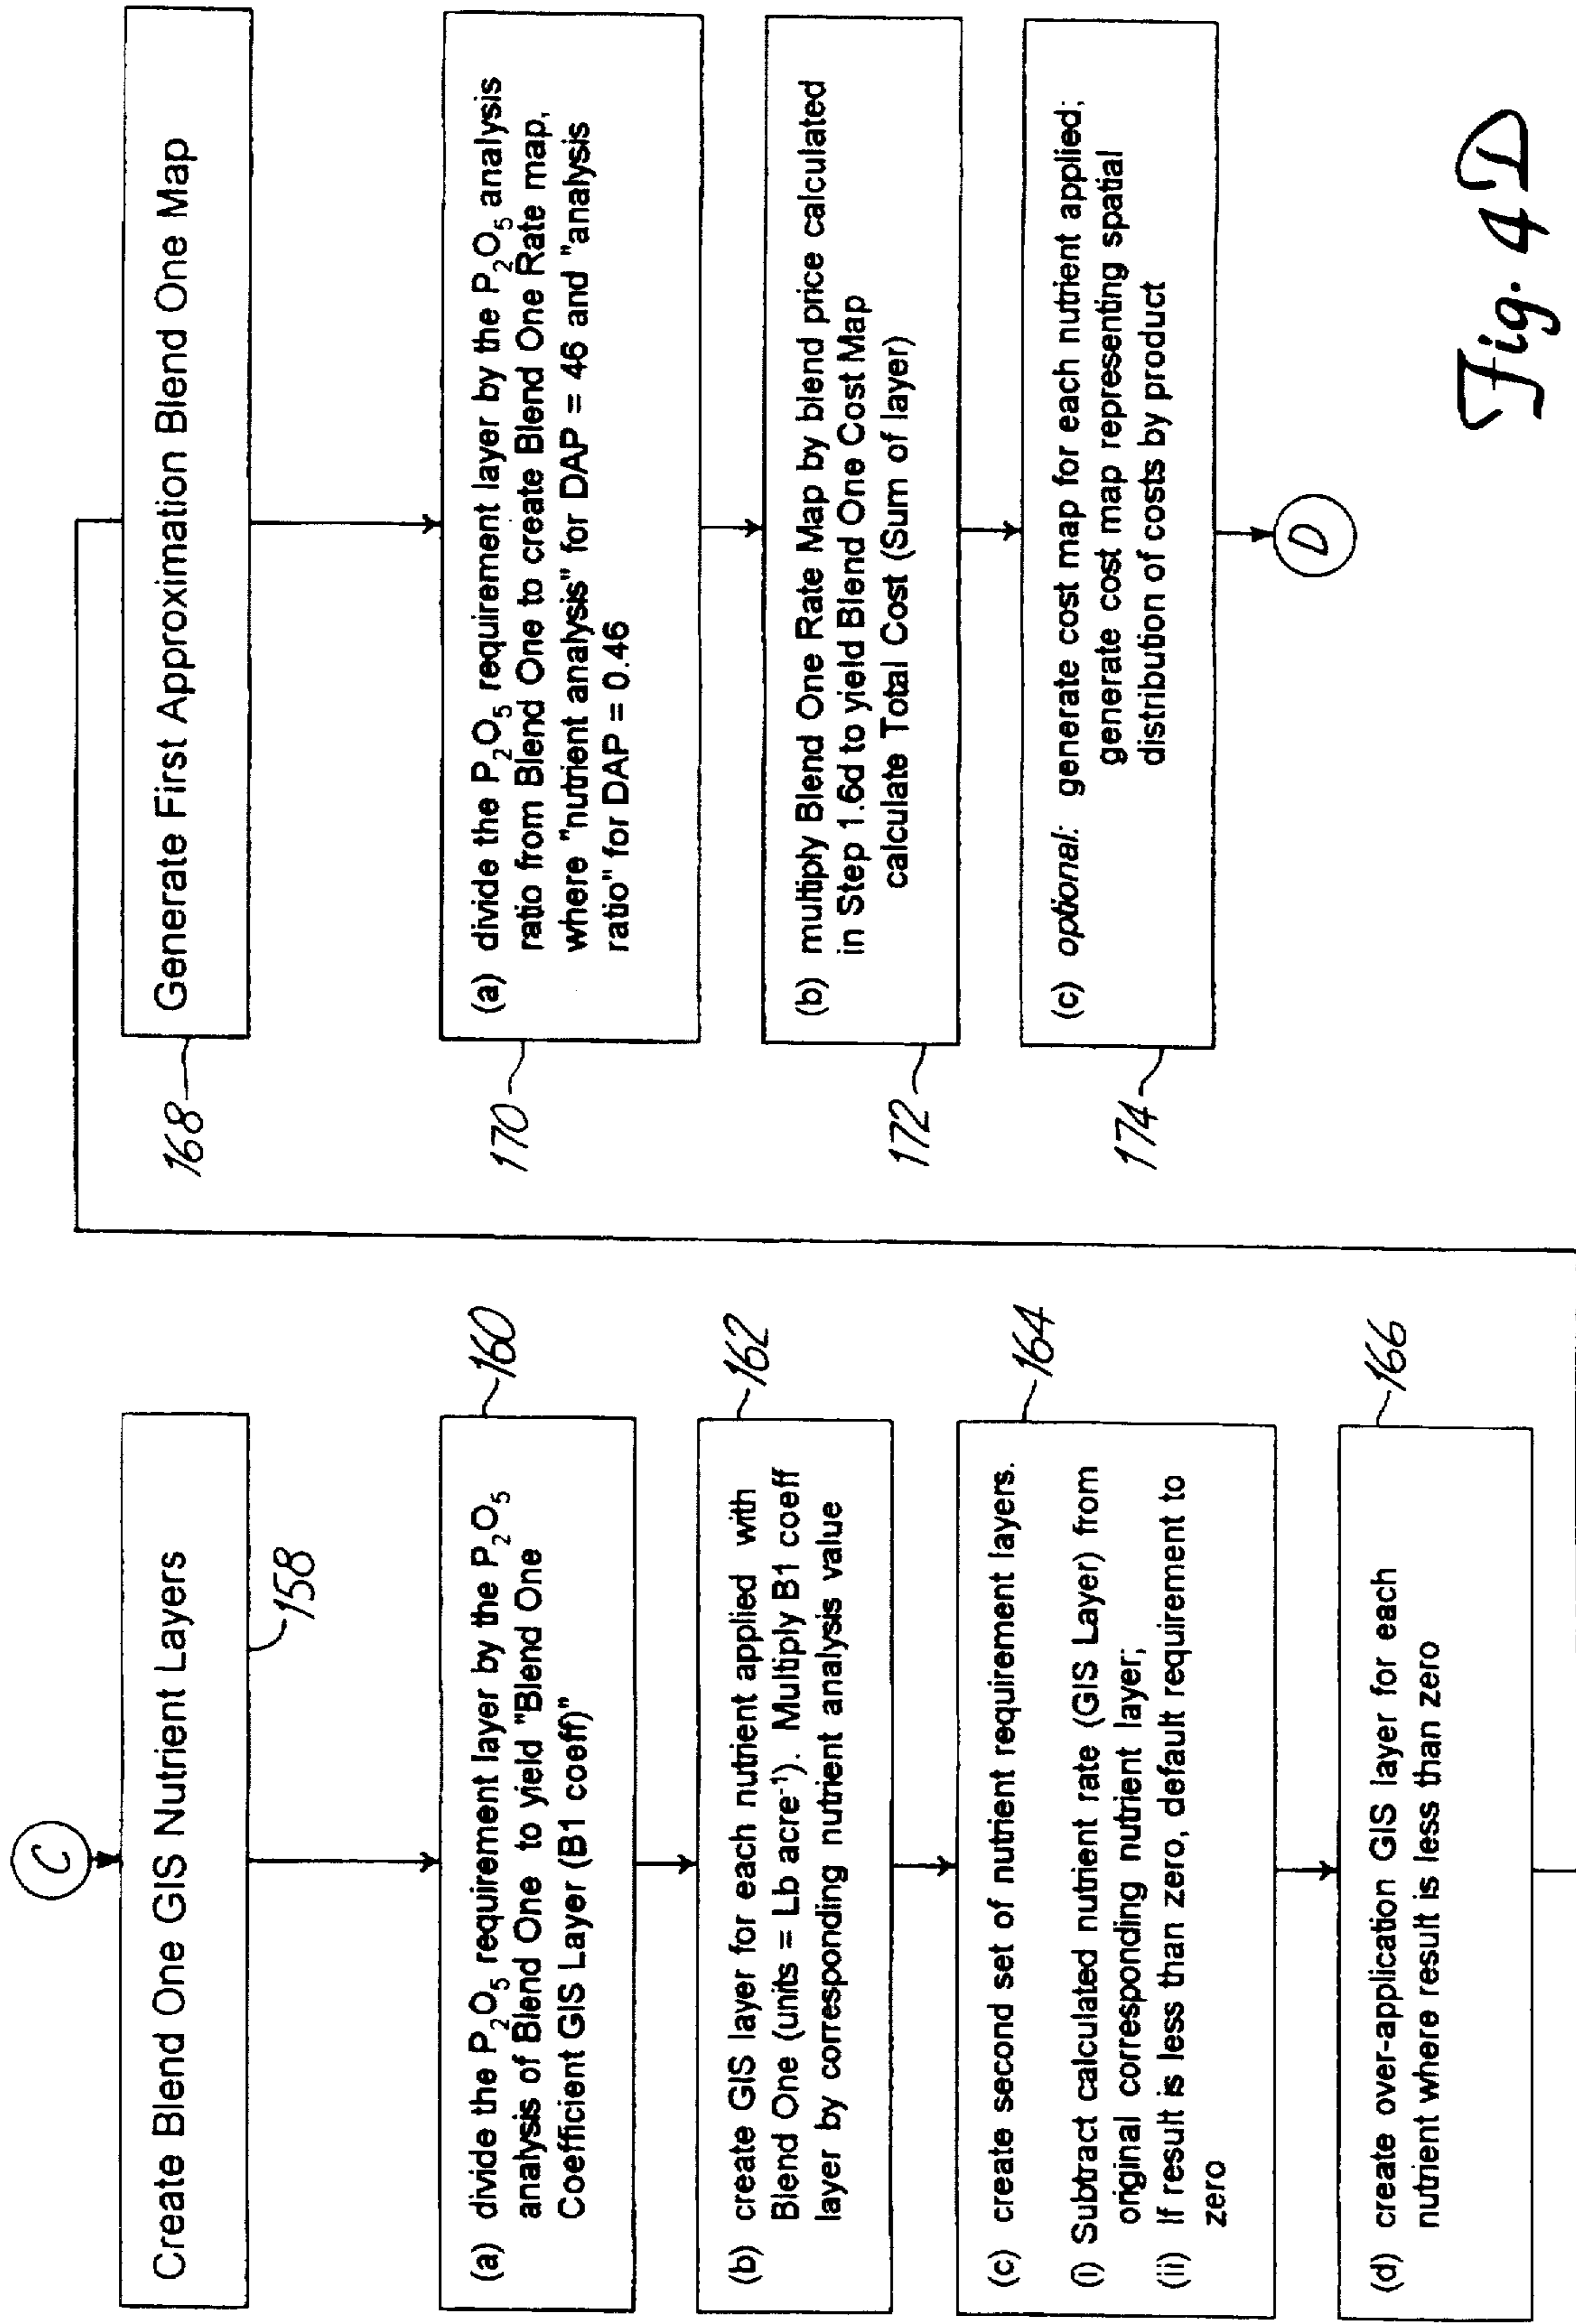 C
Create Blend One GIS Nutrient Layers
158
(a) divide the P₂O₅ requirement layer by the P₂O₅
analysis of Blend One to yield "Blend One
Coefficient GIS Layer (B1 coeff)"
160
(b) create GIS layer for each nutrient applied with
Blend One (units = Lb acre⁻¹). Multiply B1 coeff
layer by corresponding nutrient analysis value
162
(c) create second set of nutrient requirement layers.
(i) Subtract calculated nutrient rate (GIS Layer) from
original corresponding nutrient layer;
(ii) If result is less than zero, default requirement to
zero
164
(d) create over-application GIS layer for each
nutrient where result is less than zero
166
Generate First Approximation Blend One Map
168
(a) divide the P₂O₅ requirement layer by the P₂O₅ analysis
ratio from Blend One to create Blend One Rate map,
where "nutrient analysis" for DAP = 46 and "analysis
ratio" for DAP = 0.46
170
(b) multiply Blend One Rate Map by blend price calculated
in Step 1.6d to yield Blend One Cost Map
calculate Total Cost (Sum of layer)
172
(c) optional: generate cost map for each nutrient applied;
generate cost map representing spatial
distribution of costs by product
174
D
Fig. 4D